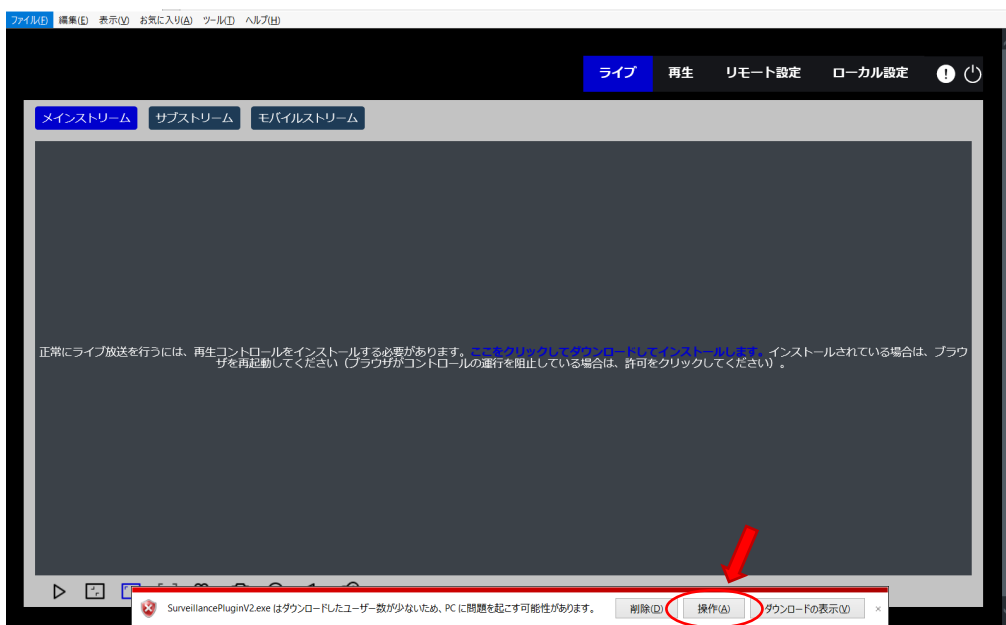 ファイル(F) 編集(E) 表示(V) お気に入り(A) ツール(T) ヘルプ(H)
ライブ 再生 リモート設定 ローカル設定
メインストリーム サブストリーム モバイルストリーム
正常にライブ放送を行うには、再生コントロールをインストールする必要があります。ここをクリックしてダウンロードしてインストールします。インストールされている場合は、ブラウ
ザを再起動してください（ブラウザがコントロールの運行を阻止している場合は、許可をクリックしてください）。
SurveillancePluginV2.exe はダウンロードしたユーザー数が少ないため、PC に問題を起こす可能性があります。 削除(D) 操作(A) ダウンロードの表示(V) ×